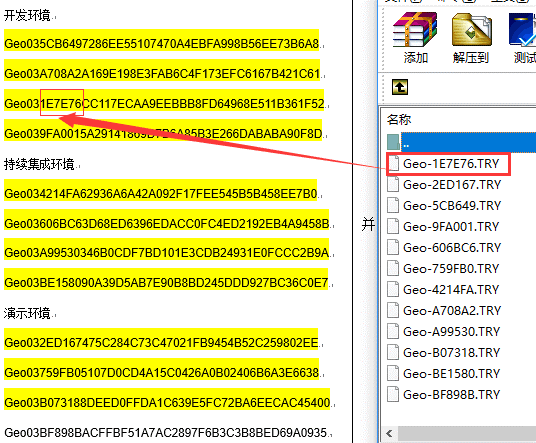 开发环境
Geo035CB6497286EE55107470A4EBFA998B56EE73B6A8
Geo03A708A2A169E198E3FAB6C4F173EFC6167B421C61
Geo031E7E76CC117ECAA9EEBBB8FD64968E511B361F52
持续集成环境
Geo034214FA62936A6A42A092F17FEE545B5B458EE7B0
Geo03606BC63D68ED6396EDACC0FC4ED2192EB4A9458B
Geo03A99530346B0CDF7BD101E3CDB24931E0FCCC2B9A
Geo03BE158090A39D5AB7E90B8BD245DDD927BC36C0E7
演示环境
Geo032ED167475C284C73C47021FB9454B52C259802EE
Geo03759FB05107D0CD4A15C0426A0B02406B6A3E6638
Geo03B073188DEED0FFDA1C639E5FC72BA6EECAC45400
Geo03BF898BACFFBF51A7AC2897F6B3C3B8BED69A0935
并
添加
解压到
测试
名称
..
Geo-1E7E76.TRY
Geo-2ED167.TRY
Geo-5CB649.TRY
Geo-9FA001.TRY
Geo-606BC6.TRY
Geo-759FB0.TRY
Geo-4214FA.TRY
Geo-A708A2.TRY
Geo-A99530.TRY
Geo-B07318.TRY
Geo-BE1580.TRY
Geo-BF898B.TRY